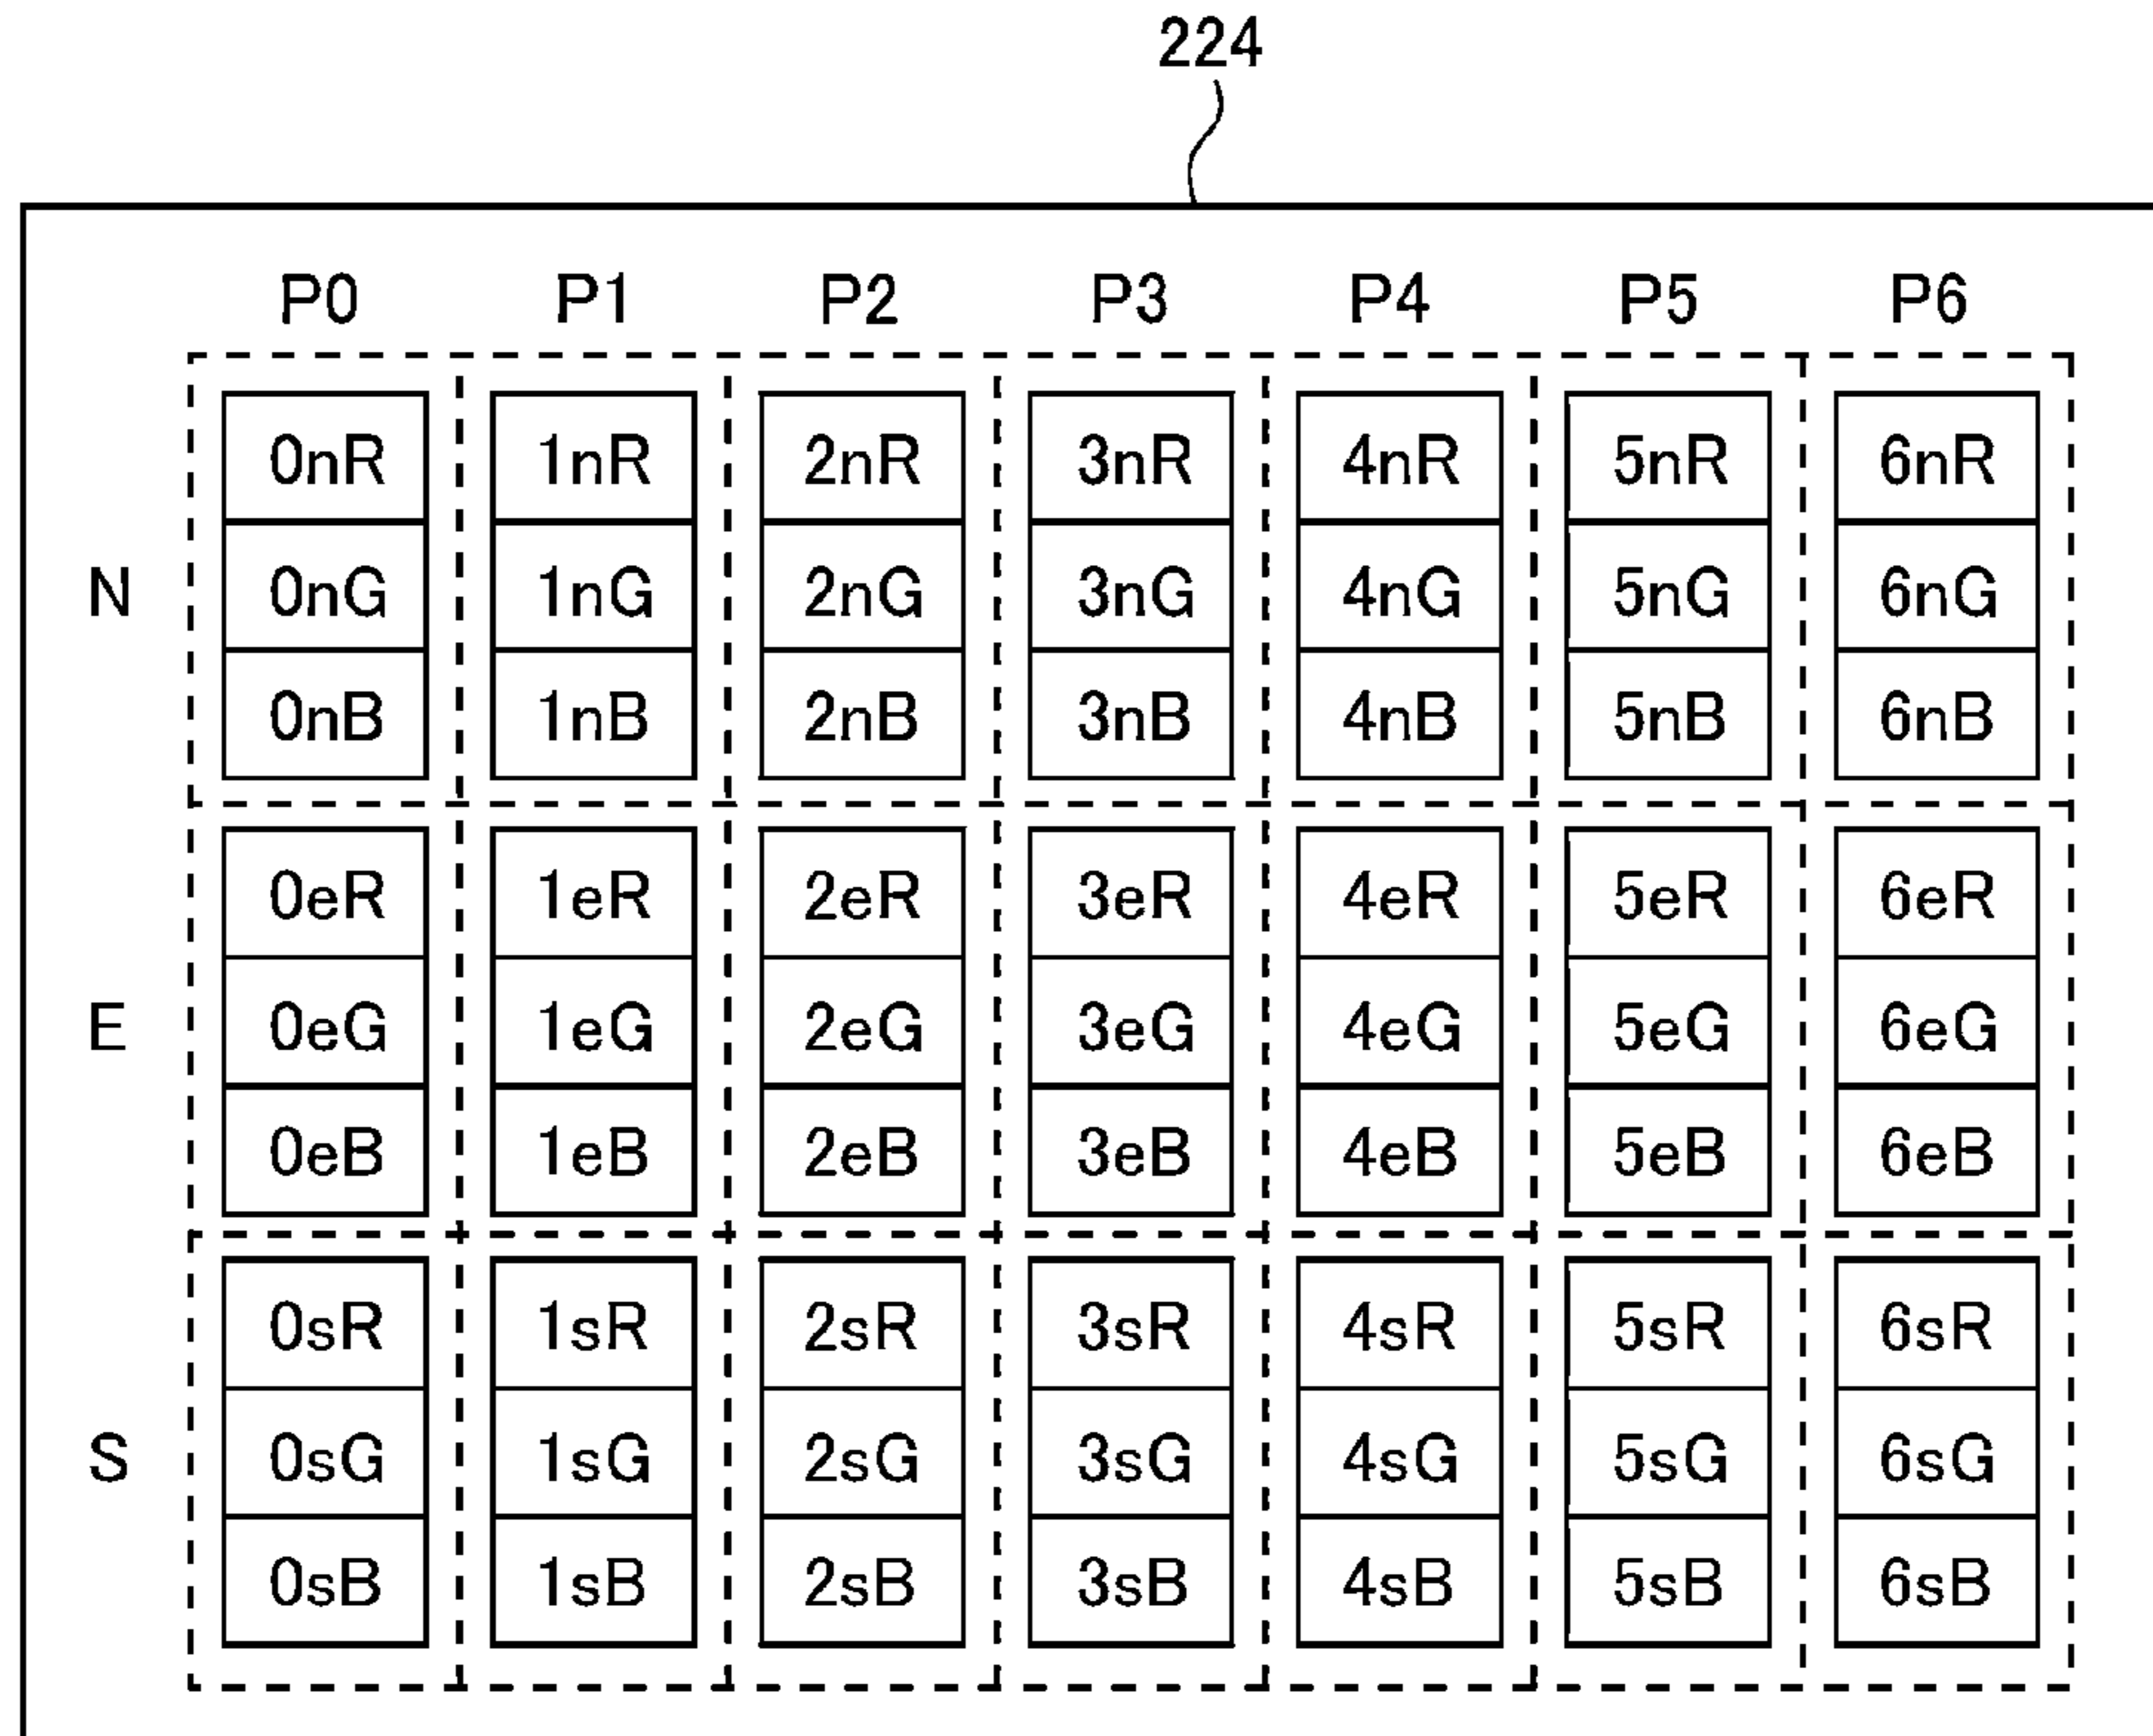 224
P0 P1 P2 P3 P4 P5 P6
0nR 1nR 2nR 3nR 4nR 5nR 6nR
N 0nG 1nG 2nG 3nG 4nG 5nG 6nG
0nB 1nB 2nB 3nB 4nB 5nB 6nB
0eR 1eR 2eR 3eR 4eR 5eR 6eR
E 0eG 1eG 2eG 3eG 4eG 5eG 6eG
0eB 1eB 2eB 3eB 4eB 5eB 6eB
0sR 1sR 2sR 3sR 4sR 5sR 6sR
S 0sG 1sG 2sG 3sG 4sG 5sG 6sG
0sB 1sB 2sB 3sB 4sB 5sB 6sB